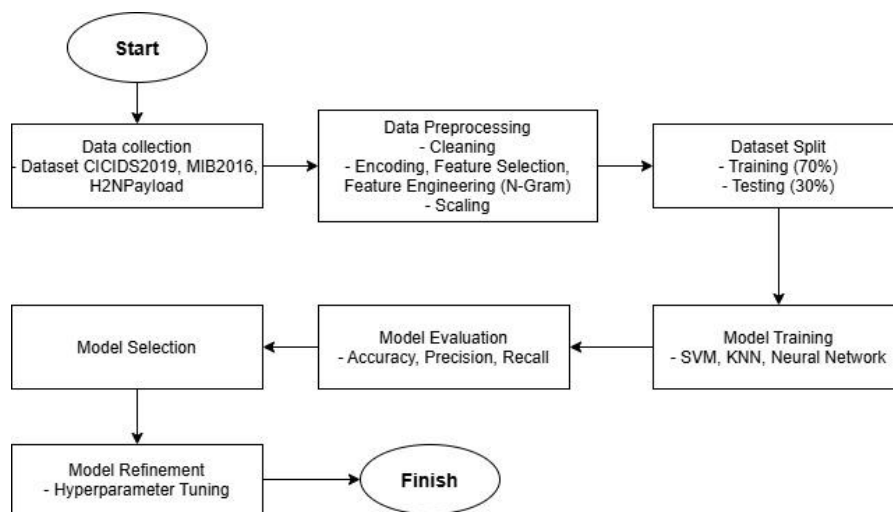 Start
Data collection
- Dataset CICIDS2019, MIB2016,
H2NPayload
Data Preprocessing
- Cleaning
- Encoding, Feature Selection,
Feature Engineering (N-Gram)
- Scaling
Dataset Split
- Training (70%)
- Testing (30%)
Model Training
- SVM, KNN, Neural Network
Model Evaluation
- Accuracy, Precision, Recall
Model Selection
Model Refinement
- Hyperparameter Tuning
Finish